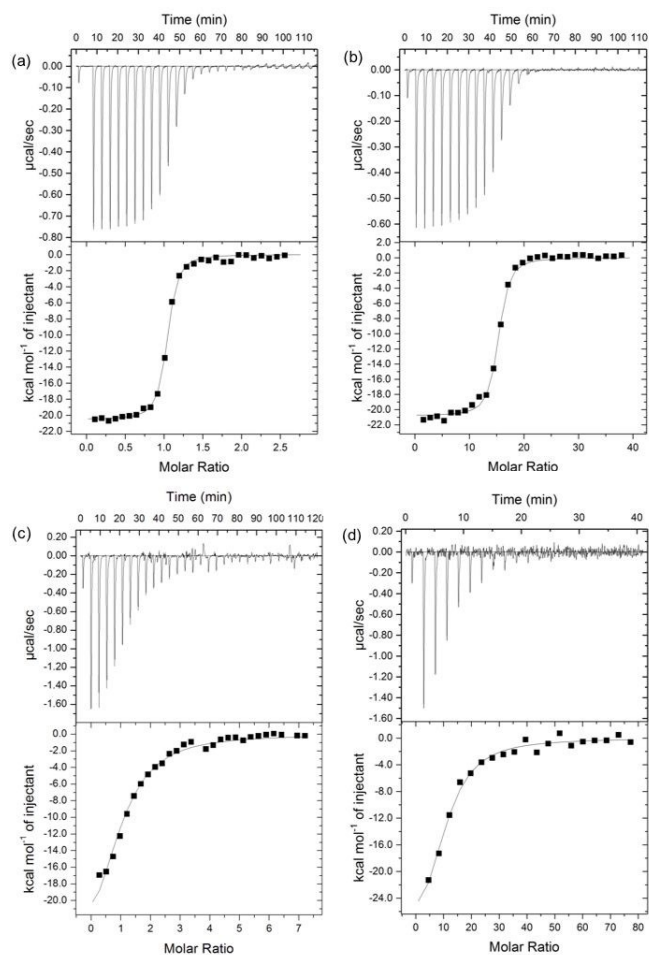 Time (min)
0 10 20 30 40 50 60 70 80 90 100 110
(a)
0.00
-0.10
-0.20
-0.30
-0.40
-0.50
-0.60
-0.70
-0.80
µcal/sec
0.0
-2.0
-4.0
-6.0
-8.0
-10.0
-12.0
-14.0
-16.0
-18.0
-20.0
-22.0
kcal mol⁻¹ of injectant
0.0 0.5 1.0 1.5 2.0 2.5
Molar Ratio
Time (min)
0 10 20 30 40 50 60 70 80 90 100 110
(b)
0.00
-0.10
-0.20
-0.30
-0.40
-0.50
-0.60
µcal/sec
2.0
0.0
-2.0
-4.0
-6.0
-8.0
-10.0
-12.0
-14.0
-16.0
-18.0
-20.0
-22.0
kcal mol⁻¹ of injectant
0 10 20 30 40
Molar Ratio
Time (min)
0 10 20 30 40 50 60 70 80 90 100 110 120
(c)
0.20
0.00
-0.20
-0.40
-0.60
-0.80
-1.00
-1.20
-1.40
-1.60
µcal/sec
0.0
-2.0
-4.0
-6.0
-8.0
-10.0
-12.0
-14.0
-16.0
-18.0
-20.0
kcal mol⁻¹ of injectant
0 1 2 3 4 5 6 7
Molar Ratio
Time (min)
0 10 20 30 40
(d)
0.20
0.00
-0.20
-0.40
-0.60
-0.80
-1.00
-1.20
-1.40
-1.60
µcal/sec
0.0
-4.0
-8.0
-12.0
-16.0
-20.0
-24.0
kcal mol⁻¹ of injectant
0 10 20 30 40 50 60 70 80
Molar Ratio